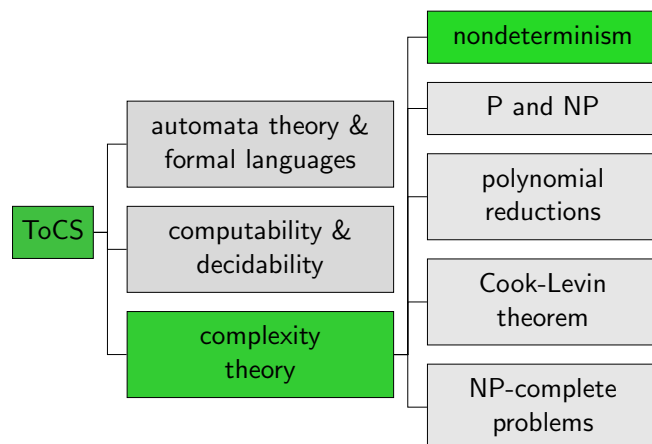 ToCS
automata theory &
formal languages
computability &
decidability
complexity
theory
nondeterminism
P and NP
polynomial
reductions
Cook-Levin
theorem
NP-complete
problems